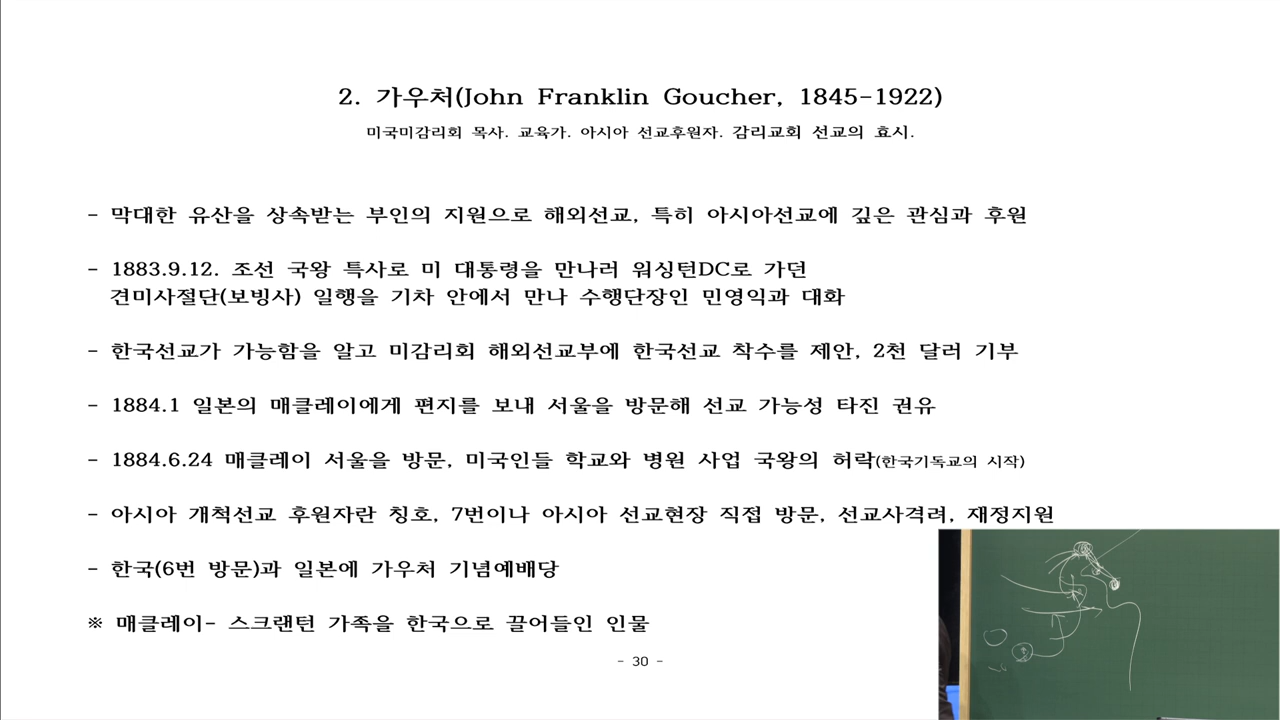 2. 가우처(John Franklin Goucher, 1845-1922)
미국미감리회 목사. 교육가. 아시아 선교후원자. 감리교회 선교의 효시.
- 막대한 유산을 상속받는 부인의 지원으로 해외선교, 특히 아시아선교에 깊은 관심과 후원
- 1883.9.12. 조선 국왕 특사로 미 대통령을 만나러 워싱턴DC로 가던
견미사절단(보빙사) 일행을 기차 안에서 만나 수행단장인 민영익과 대화
- 한국선교가 가능함을 알고 미감리회 해외선교부에 한국선교 착수를 제안, 2천 달러 기부
- 1884.1 일본의 매클레이에게 편지를 보내 서울을 방문해 선교 가능성 타진 권유
- 1884.6.24 매클레이 서울을 방문, 미국인들 학교와 병원 사업 국왕의 허락(한국기독교의 시작)
- 아시아 개척선교 후원자란 칭호, 7번이나 아시아 선교현장 직접 방문, 선교사격려, 재정지원
- 한국(6번 방문)과 일본에 가우처 기념예배당
※ 매클레이- 스크랜턴 가족을 한국으로 끌어들인 인물
- 30 -